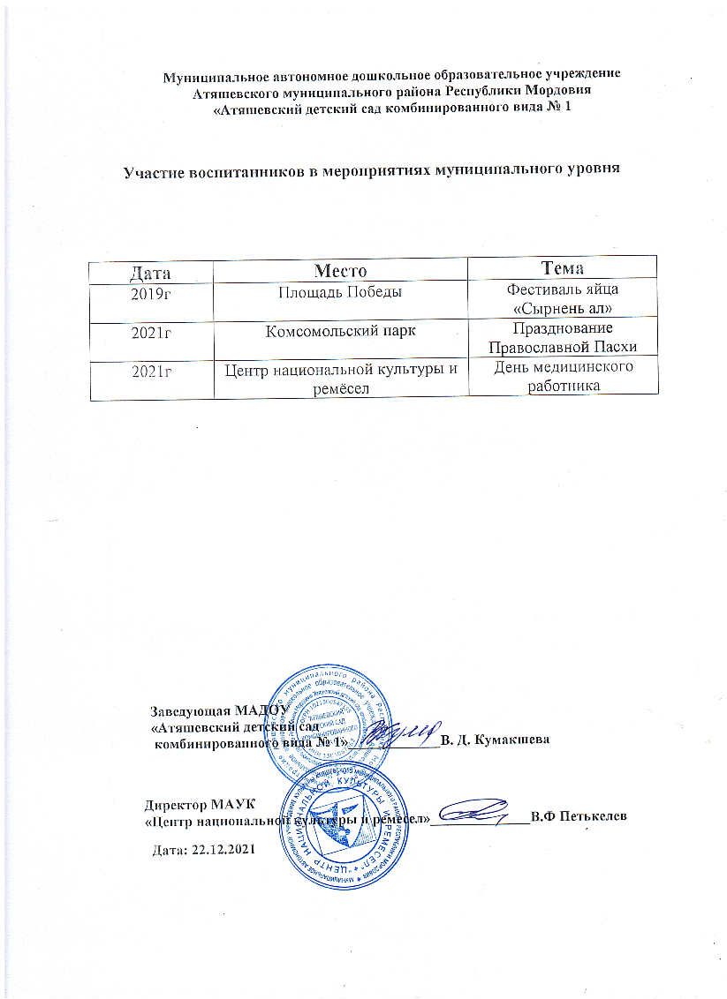 Муниципальное автономное дошкольное образовательное учреждение
Атяшевского муниципального района Республики Мордовия
«Атяшевский детский сад комбинированного вида № 1
Участие воспитанников в мероприятиях муниципального уровня
Дата Место Тема
2019г Площадь Победы Фестиваль яйца
«Сырнень ал»
2021г Комсомольский парк Празднование
Православной Пасхи
2021г Центр национальной культуры и День медицинского
ремёсел работника
Заведующая МАДОУ
«Атяшевский детский сад
комбинированного вида № 1»_____________В. Д. Кумакшева
Директор МАУК
«Центр национальной культуры и ремесел»______________В.Ф Петькелев
Дата: 22.12.2021